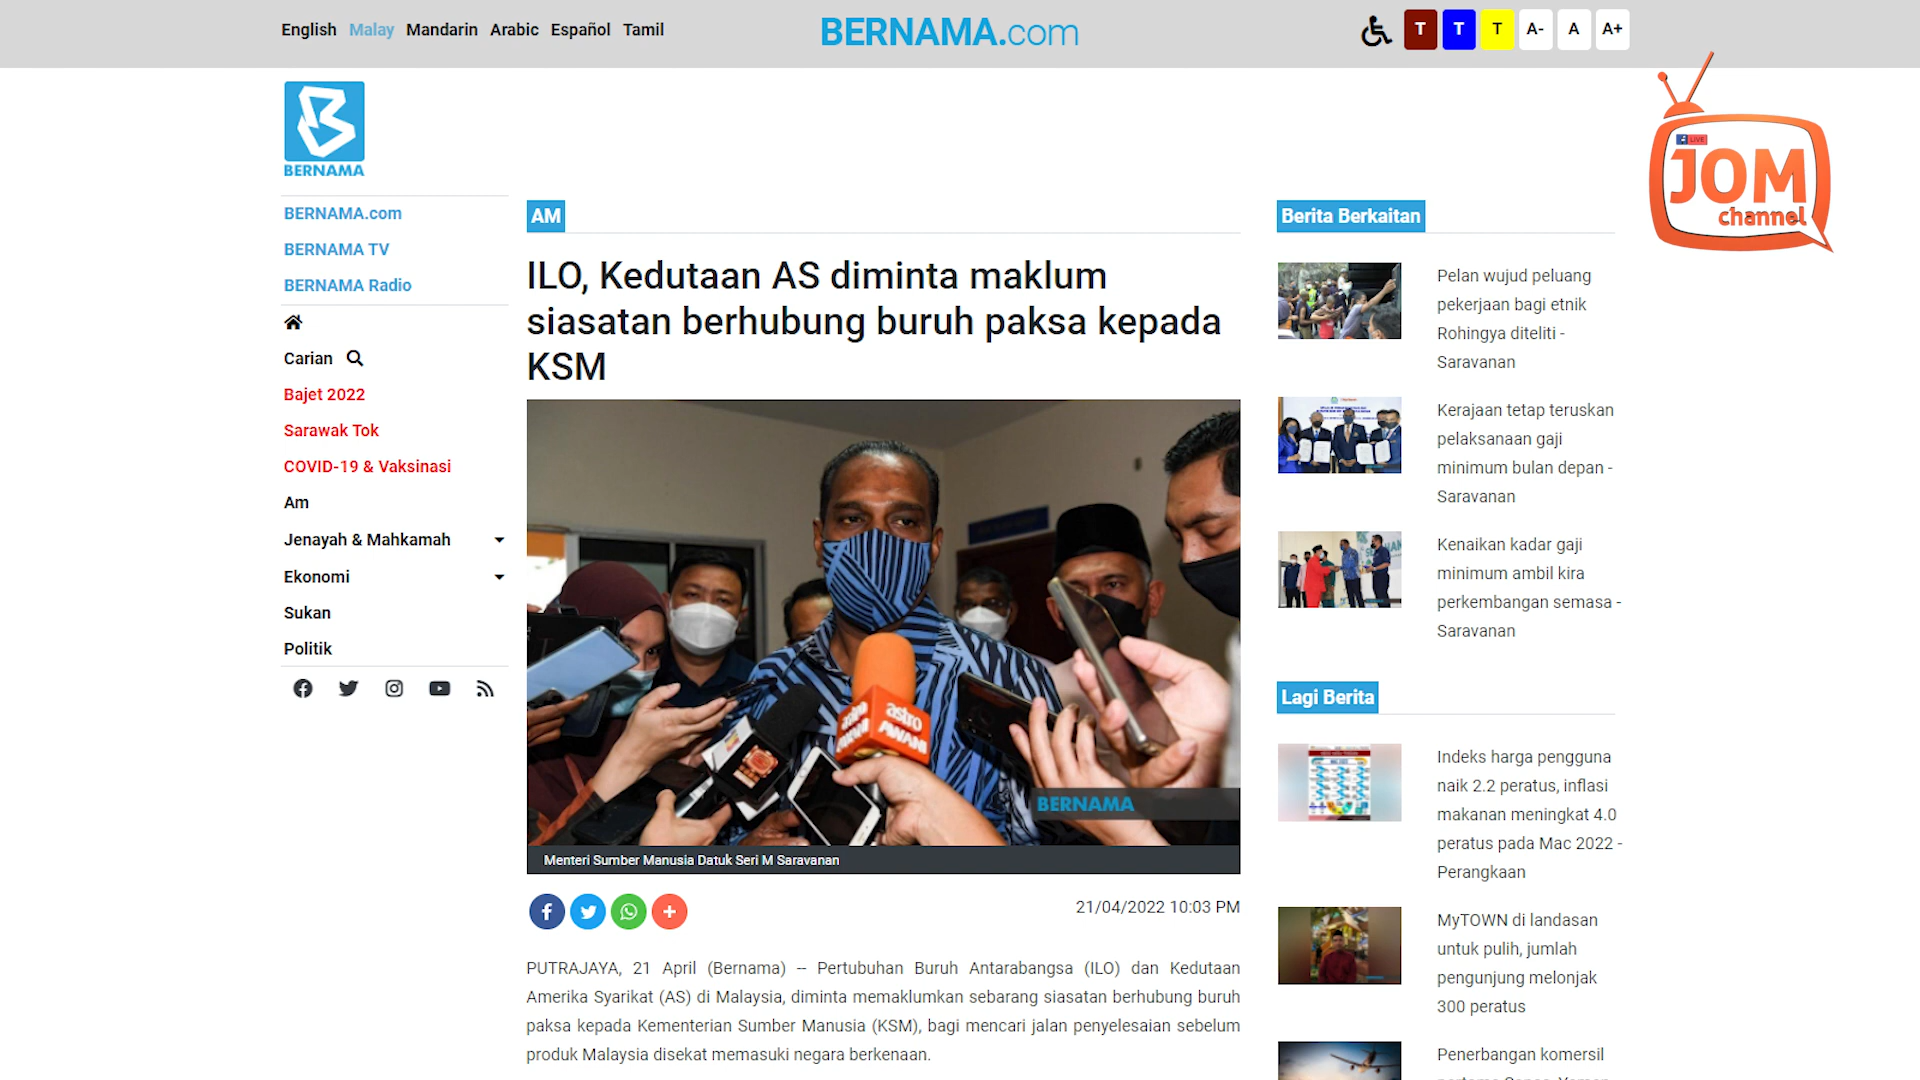 English Malay Mandarin Arabic Español Tamil
BERNAMA.com
T T T A- A A+
LIVE
JOM
channel
BERNAMA
BERNAMA.com
BERNAMA TV
BERNAMA Radio
Carian
Bajet 2022
Sarawak Tok
COVID-19 & Vaksinasi
Am
Jenayah & Mahkamah
Ekonomi
Sukan
Politik
AM
ILO, Kedutaan AS diminta maklum
siasatan berhubung buruh paksa kepada
KSM
astro
AWANI
BERNAMA
Menteri Sumber Manusia Datuk Seri M Saravanan
21/04/2022 10:03 PM
PUTRAJAYA, 21 April (Bernama) -- Pertubuhan Buruh Antarabangsa (ILO) dan Kedutaan
Amerika Syarikat (AS) di Malaysia, diminta memaklumkan sebarang siasatan berhubung buruh
paksa kepada Kementerian Sumber Manusia (KSM), bagi mencari jalan penyelesaian sebelum
produk Malaysia disekat memasuki negara berkenaan.
Berita Berkaitan
Pelan wujud peluang
pekerjaan bagi etnik
Rohingya diteliti -
Saravanan
Kerajaan tetap teruskan
pelaksanaan gaji
minimum bulan depan -
Saravanan
Kenaikan kadar gaji
minimum ambil kira
perkembangan semasa -
Saravanan
Lagi Berita
Indeks harga pengguna
naik 2.2 peratus, inflasi
makanan meningkat 4.0
peratus pada Mac 2022 -
Perangkaan
MyTOWN di landasan
untuk pulih, jumlah
pengunjung melonjak
300 peratus
Penerbangan komersil